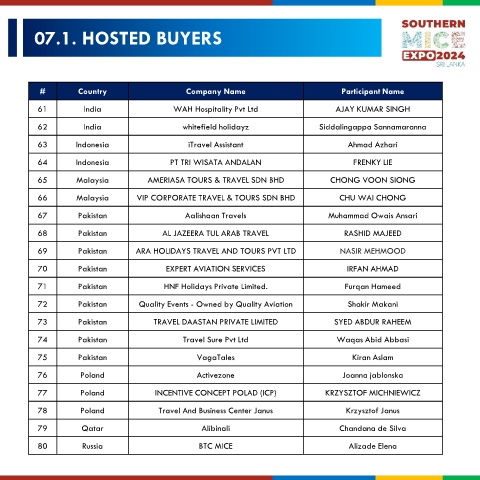 07.1. HOSTED BUYERS
SOUTHERN
MICE
EXPO2024
SRI LANKA
# Country Company Name Participant Name
61 India WAH Hospitality Pvt Ltd AJAY KUMAR SINGH
62 India whitefield holidayz Siddalingappa Sannamaranna
63 Indonesia iTravel Assistant Ahmad Azhari
64 Indonesia PT TRI WISATA ANDALAN FRENKY LIE
65 Malaysia AMERIASA TOURS & TRAVEL SDN BHD CHONG VOON SIONG
66 Malaysia VIP CORPORATE TRAVEL & TOURS SDN BHD CHU WAI CHONG
67 Pakistan Aalishaan Travels Muhammad Owais Ansari
68 Pakistan AL JAZEERA TUL ARAB TRAVEL RASHID MAJEED
69 Pakistan ARA HOLIDAYS TRAVEL AND TOURS PVT LTD NASIR MEHMOOD
70 Pakistan EXPERT AVIATION SERVICES IRFAN AHMAD
71 Pakistan HNF Holidays Private Limited. Furqan Hameed
72 Pakistan Quality Events - Owned by Quality Aviation Shakir Makani
73 Pakistan TRAVEL DAASTAN PRIVATE LIMITED SYED ABDUR RAHEEM
74 Pakistan Travel Sure Pvt Ltd Waqas Abid Abbasi
75 Pakistan VagaTales Kiran Aslam
76 Poland Activezone Joanna jablonska
77 Poland INCENTIVE CONCEPT POLAD (ICP) KRZYSZTOF MICHNIEWICZ
78 Poland Travel And Business Center Janus Krzysztof Janus
79 Qatar Alibinali Chandana de Silva
80 Russia BTC MICE Alizade Elena